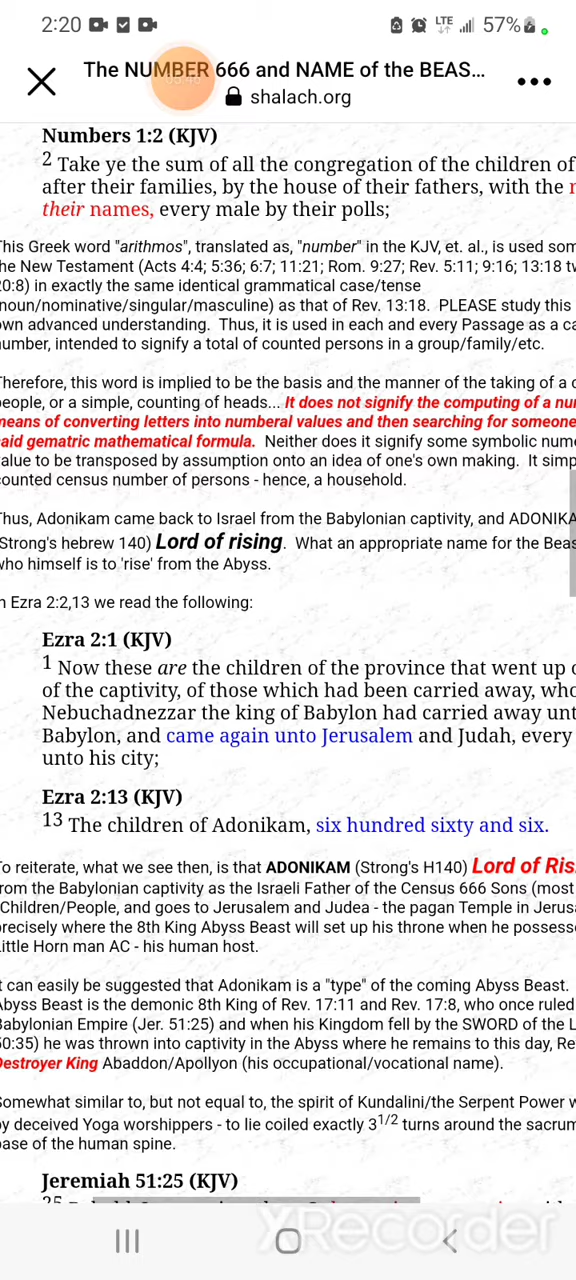 2:20
LTE
57%
The NUMBER 666 and NAME of the BEAS...
shalach.org
Numbers 1:2 (KJV)
2 Take ye the sum of all the congregation of the children of
after their families, by the house of their fathers, with the
their names, every male by their polls;
This Greek word "arithmos", translated as, "number" in the KJV, et. al., is used som
the New Testament (Acts 4:4; 5:36; 6:7; 11:21; Rom. 9:27; Rev. 5:11; 9:16; 13:18 tw
20:8) in exactly the same identical grammatical case/tense
noun/nominative/singular/masculine) as that of Rev. 13:18. PLEASE study this
own advanced understanding. Thus, it is used in each and every Passage as a ca
number, intended to signify a total of counted persons in a group/family/etc.
Therefore, this word is implied to be the basis and the manner of the taking of a c
people, or a simple, counting of heads... It does not signify the computing of a nu
means of converting letters into numberal values and then searching for someone
said gematric mathematical formula. Neither does it signify some symbolic nume
value to be transposed by assumption onto an idea of one's own making. It simp
counted census number of persons - hence, a household.
Thus, Adonikam came back to Israel from the Babylonian captivity, and ADONIKA
(Strong's hebrew 140) Lord of rising. What an appropriate name for the Beas
who himself is to 'rise' from the Abyss.
n Ezra 2:2,13 we read the following:
Ezra 2:1 (KJV)
1 Now these are the children of the province that went up o
of the captivity, of those which had been carried away, who
Nebuchadnezzar the king of Babylon had carried away unt
Babylon, and came again unto Jerusalem and Judah, every
unto his city;
Ezra 2:13 (KJV)
13 The children of Adonikam, six hundred sixty and six.
To reiterate, what we see then, is that ADONIKAM (Strong's H140) Lord of Ris
from the Babylonian captivity as the Israeli Father of the Census 666 Sons (most
Children/People, and goes to Jerusalem and Judea - the pagan Temple in Jerusa
precisely where the 8th King Abyss Beast will set up his throne when he possess
Little Horn man AC - his human host.
t can easily be suggested that Adonikam is a "type" of the coming Abyss Beast.
Abyss Beast is the demonic 8th King of Rev. 17:11 and Rev. 17:8, who once ruled
Babylonian Empire (Jer. 51:25) and when his Kingdom fell by the SWORD of the L
50:35) he was thrown into captivity in the Abyss where he remains to this day, Re
Destroyer King Abaddon/Apollyon (his occupational/vocational name).
Somewhat similar to, but not equal to, the spirit of Kundalini/the Serpent Power w
by deceived Yoga worshippers - to lie coiled exactly 3 1/2 turns around the sacrum
base of the human spine.
Jeremiah 51:25 (KJV)
XRecorder